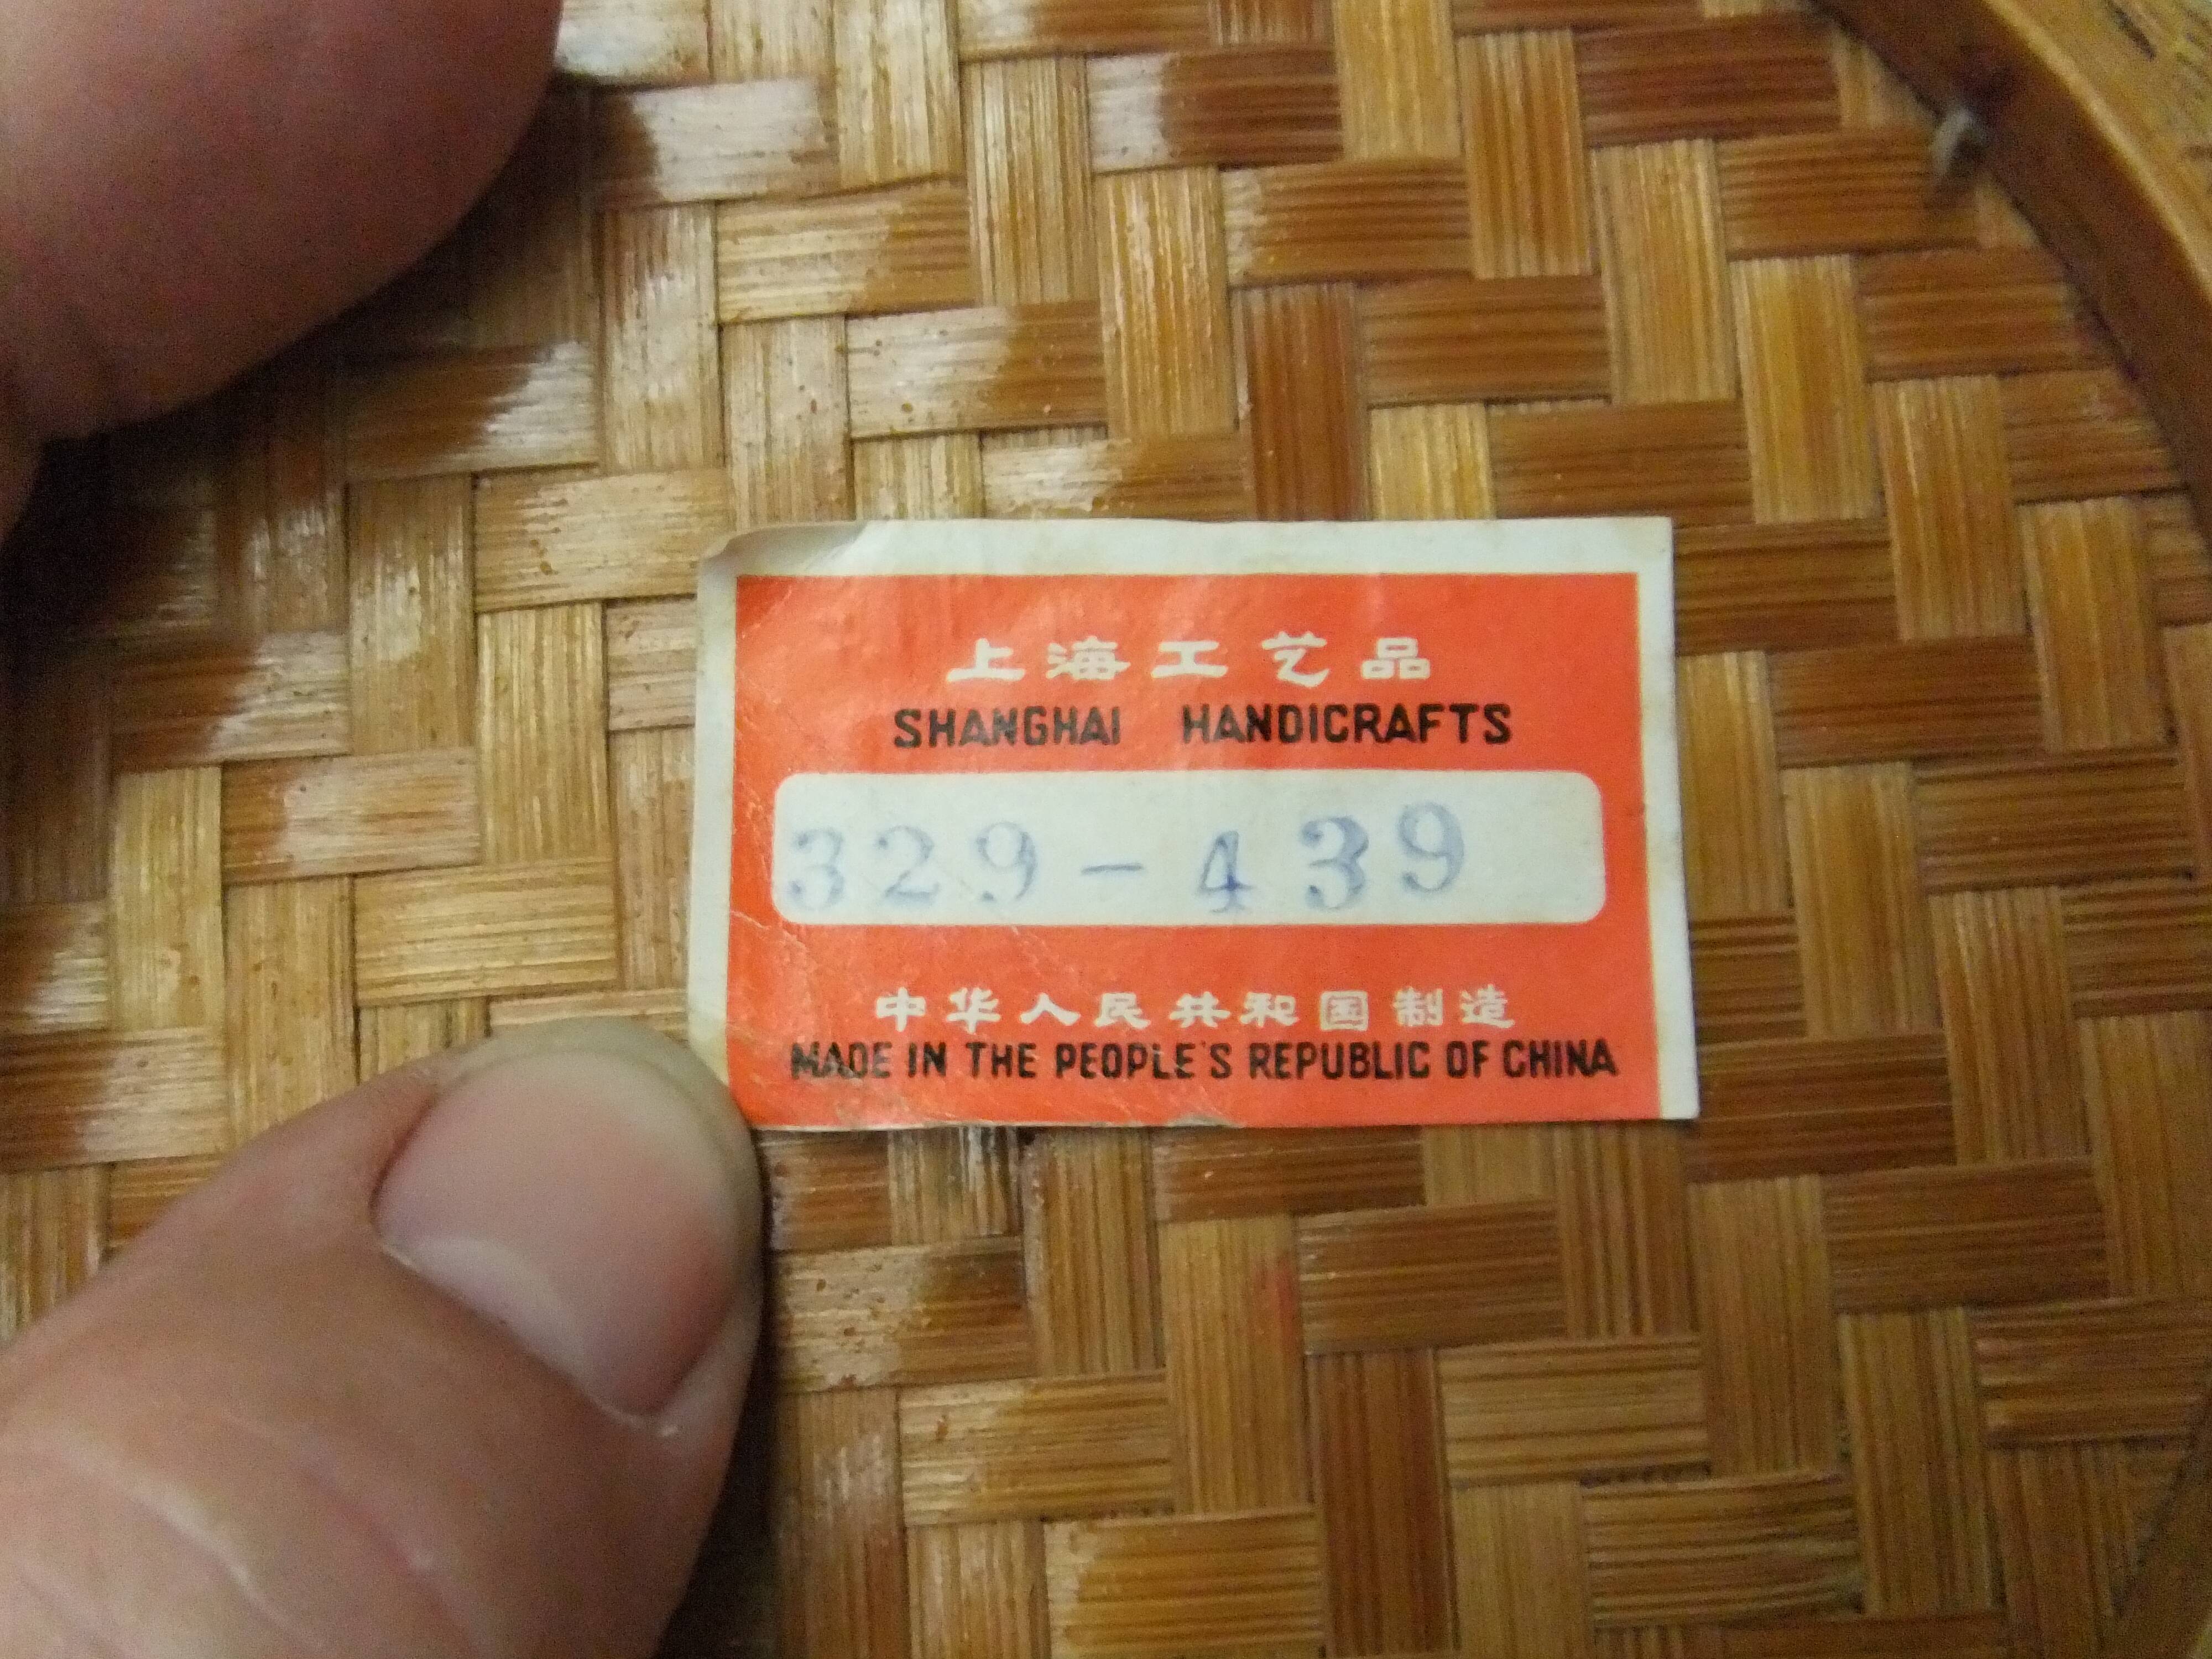 上海工艺品
SHANGHAI HANDICRAFTS
329-439
中华人民共和国制造
MADE IN THE PEOPLE'S REPUBLIC OF CHINA